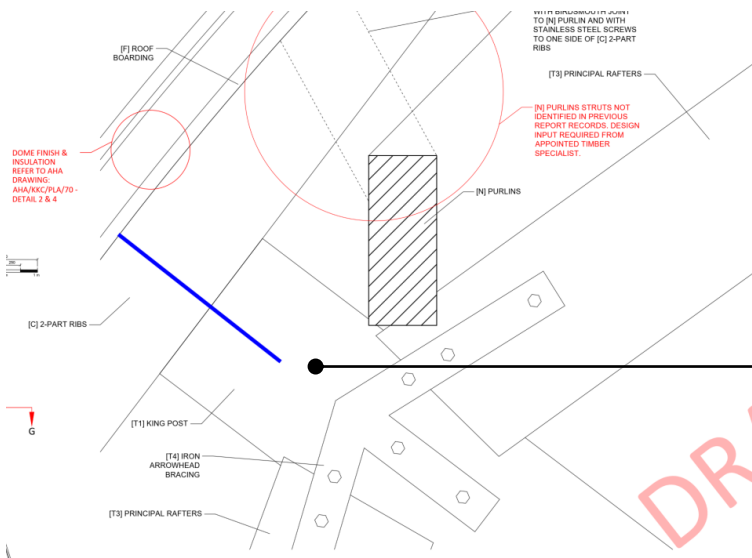 WITH BIRDSMOUTH JOINT
TO [N] PURLIN AND WITH
STAINLESS STEEL SCREWS
TO ONE SIDE OF [C] 2-PART
RIBS
[F] ROOF
BOARDING
[T3] PRINCIPAL RAFTERS
[N] PURLINS STRUTS NOT
IDENTIFIED IN PREVIOUS
REPORT RECORDS. DESIGN
INPUT REQUIRED FROM
APPOINTED TIMBER
SPECIALIST.
DOME FINISH &
INSULATION
REFER TO AHA
DRAWING:
AHA/KKC/PLA/70 -
DETAIL 2 & 4
[N] PURLINS
1 m
[C] 2-PART RIBS
G
[T1] KING POST
[T4] IRON
ARROWHEAD
BRACING
[T3] PRINCIPAL RAFTERS